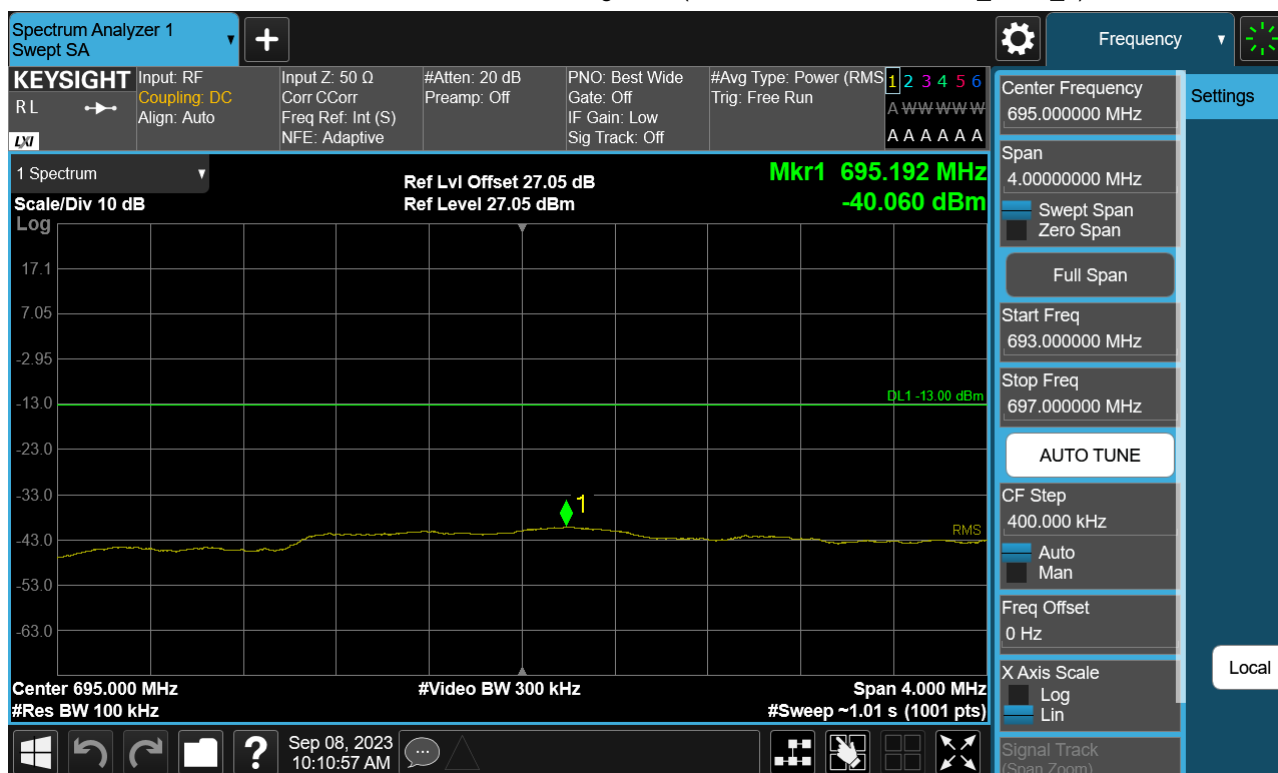 Spectrum Analyzer 1
Swept SA
Frequency
KEYSIGHT
R L
LXI
Input: RF
Coupling: DC
Align: Auto
Input Z: 50 Ω
Corr CCorr
Freq Ref: Int (S)
NFE: Adaptive
#Atten: 20 dB
Preamp: Off
PNO: Best Wide
Gate: Off
IF Gain: Low
Sig Track: Off
#Avg Type: Power (RMS
Trig: Free Run
1 2 3 4 5 6
A W W W W W
A A A A A A
1 Spectrum
Scale/Div 10 dB
Log
Ref Lvl Offset 27.05 dB
Ref Level 27.05 dBm
Mkr1 695.192 MHz
-40.060 dBm
17.1
7.05
-2.95
-13.0
-23.0
-33.0
-43.0
-53.0
-63.0
DL1 -13.00 dBm
1
RMS
Center 695.000 MHz
#Res BW 100 kHz
#Video BW 300 kHz
Span 4.000 MHz
#Sweep ~1.01 s (1001 pts)
?
Sep 08, 2023
10:10:57 AM
Center Frequency
695.000000 MHz
Span
4.00000000 MHz
Swept Span
Zero Span
Full Span
Start Freq
693.000000 MHz
Stop Freq
697.000000 MHz
AUTO TUNE
CF Step
400.000 kHz
Auto
Man
Freq Offset
0 Hz
X Axis Scale
Log
Lin
Signal Track
(Span Zoom)
Settings
Local